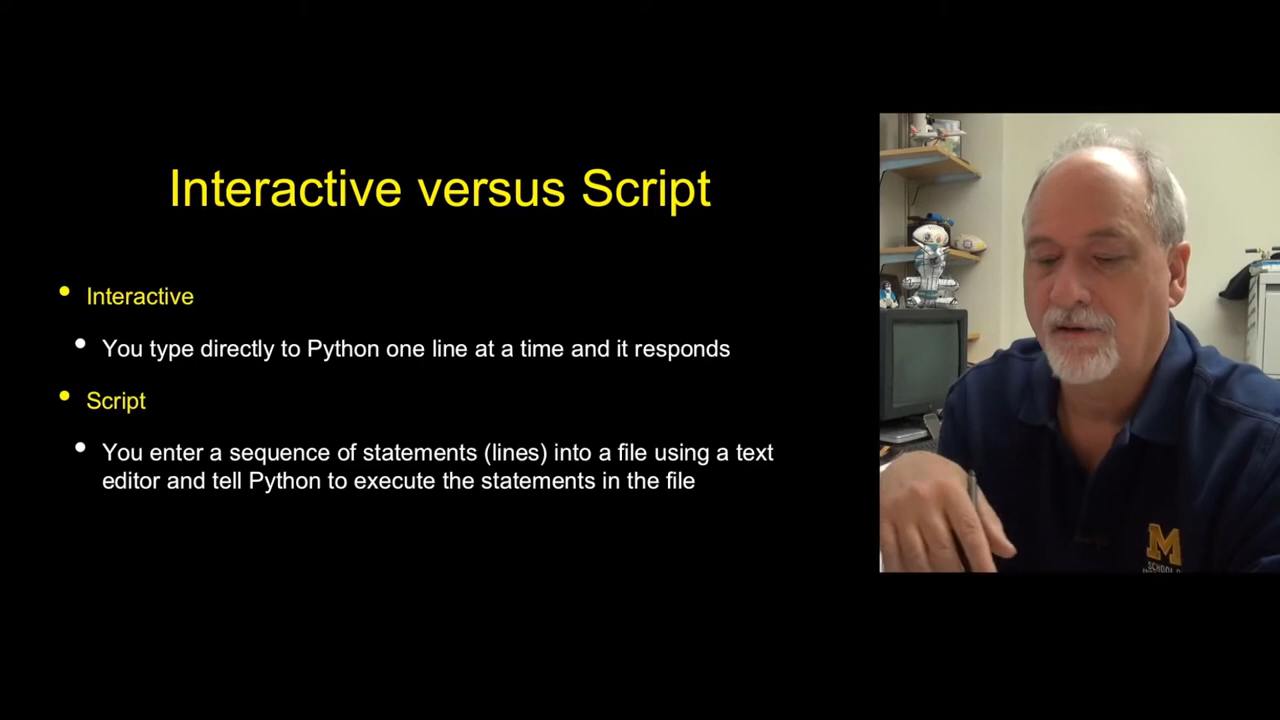 Interactive versus Script
• Interactive
• You type directly to Python one line at a time and it responds
• Script
• You enter a sequence of statements (lines) into a file using a text
editor and tell Python to execute the statements in the file
M
SCHOOL